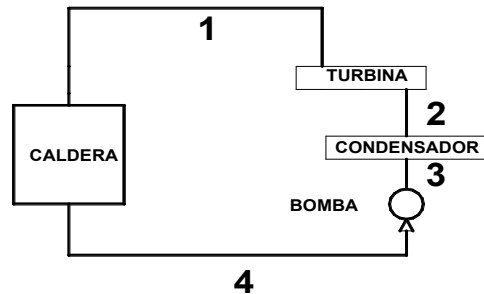 1
TURBINA
2
CONDENSADOR
CALDERA
3
BOMBA
4